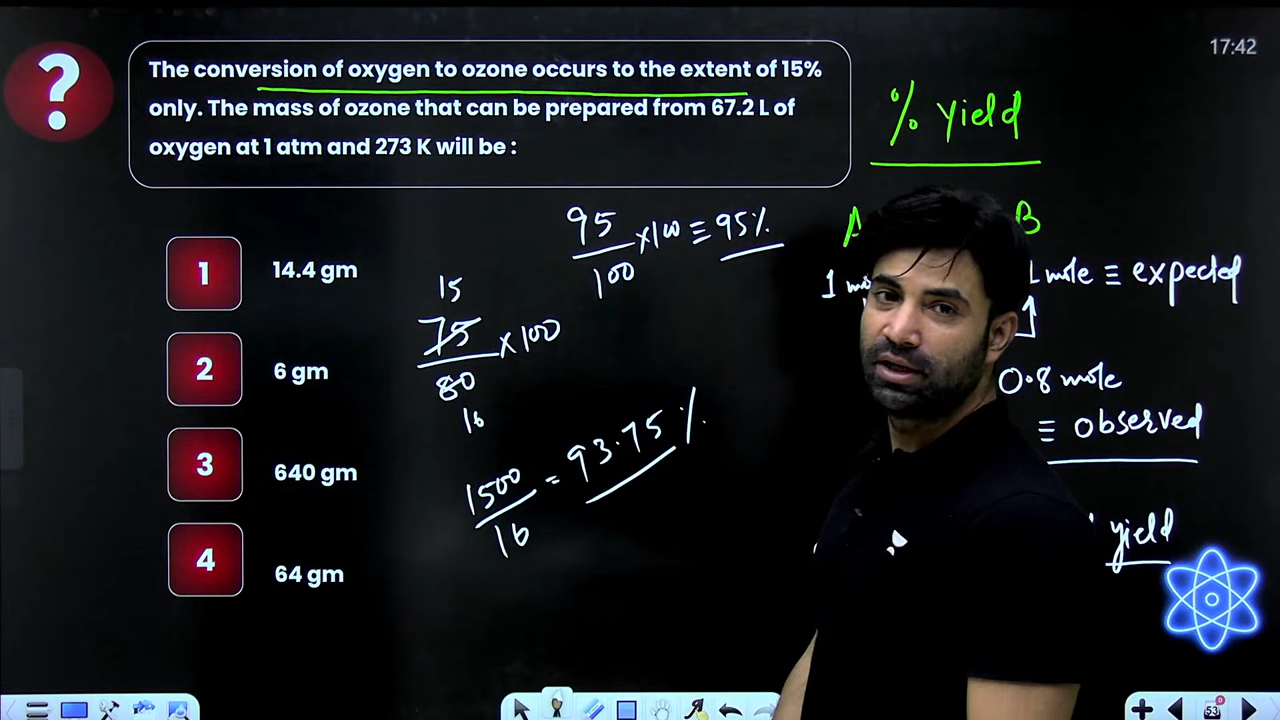 17:42
?
The conversion of oxygen to ozone occurs to the extent of 15%
only. The mass of ozone that can be prepared from 67.2 L of
oxygen at 1 atm and 273 K will be :
% yield
1
14.4 gm
2
6 gm
3
640 gm
4
64 gm
95/100 ×100 ≡ 95%
15
75/80 ×100
16
1500/16 = 93.75 %
A B
1 1 mole ≡ expected
0.8 mole
≡ observed
yield
53